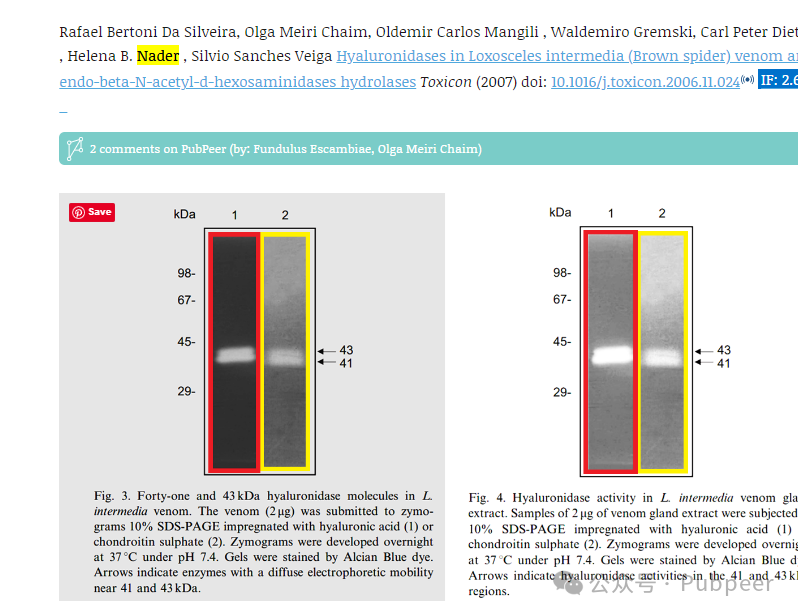 Rafael Bertoni Da Silveira, Olga Meiri Chaim, Oldemir Carlos Mangili , Waldemiro Gremski, Carl Peter Diet
, Helena B. Nader , Silvio Sanches Veiga Hyaluronidases in Loxosceles intermedia (Brown spider) venom a
endo-beta-N-acetyl-d-hexosaminidases hydrolases Toxicon (2007) doi: 10.1016/j.toxicon.2006.11.024 IF: 2.6
2 comments on PubPeer (by: Fundulus Escambiae, Olga Meiri Chaim)
Save
kDa 1 2
98-
67-
45-
43
41
29-
Fig. 3. Forty-one and 43 kDa hyaluronidase molecules in L.
intermedia venom. The venom (2 μg) was submitted to zymo-
grams 10% SDS-PAGE impregnated with hyaluronic acid (1) or
chondroitin sulphate (2). Zymograms were developed overnight
at 37 °C under pH 7.4. Gels were stained by Alcian Blue dye.
Arrows indicate enzymes with a diffuse electrophoretic mobility
near 41 and 43 kDa.
kDa 1 2
98-
67-
45-
43
41
29-
Fig. 4. Hyaluronidase activity in L. intermedia venom gla
extract. Samples of 2 μg of venom gland extract were subjected
10% SDS-PAGE impregnated with hyaluronic acid (1)
chondroitin sulphate (2). Zymograms were developed overnig
at 37 °C under pH 7.4. Gels were stained by Alcian Blue d
Arrows indicate hyaluronidase activities in the 41 and 43 k
regions.
公众号 · Pubpeer